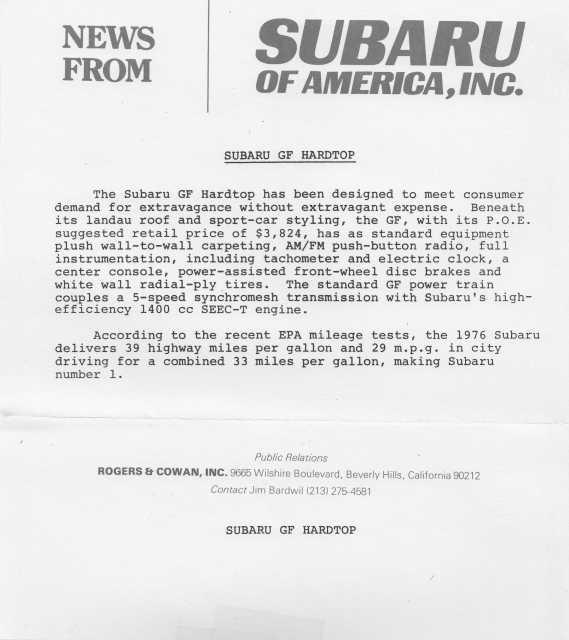 NEWS
FROM
SUBARU
OF AMERICA, INC.
SUBARU GF HARDTOP
The Subaru GF Hardtop has been designed to meet consumer
demand for extravagance without extravagant expense. Beneath
its landau roof and sport-car styling, the GF, with its P.O.E.
suggested retail price of $3,824, has as standard equipment
plush wall-to-wall carpeting, AM/FM push-button radio, full
instrumentation, including tachometer and electric clock, a
center console, power-assisted front-wheel disc brakes and
white wall radial-ply tires. The standard GF power train
couples a 5-speed synchromesh transmission with Subaru's high-
efficiency 1400 cc SEEC-T engine.
According to the recent EPA mileage tests, the 1976 Subaru
delivers 39 highway miles per gallon and 29 m.p.g. in city
driving for a combined 33 miles per gallon, making Subaru
number 1.
Public Relations
ROGERS & COWAN, INC. 9665 Wilshire Boulevard, Beverly Hills, California 90212
Contact Jim Bardwil (213) 275-4581
SUBARU GF HARDTOP